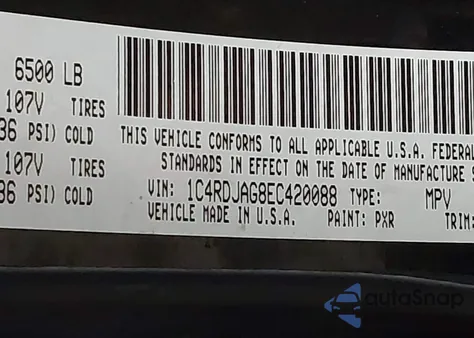 6500 LB
107V TIRES
36 PSI) COLD
107V TIRES
36 PSI) COLD
THIS VEHICLE CONFORMS TO ALL APPLICABLE U.S.A. FEDERAL
STANDARDS IN EFFECT ON THE DATE OF MANUFACTURE S
VIN: 1C4RDJAG8EC420088 TYPE: MPV
VEHICLE MADE IN U.S.A. PAINT: PXR TRIM:
autoSnap